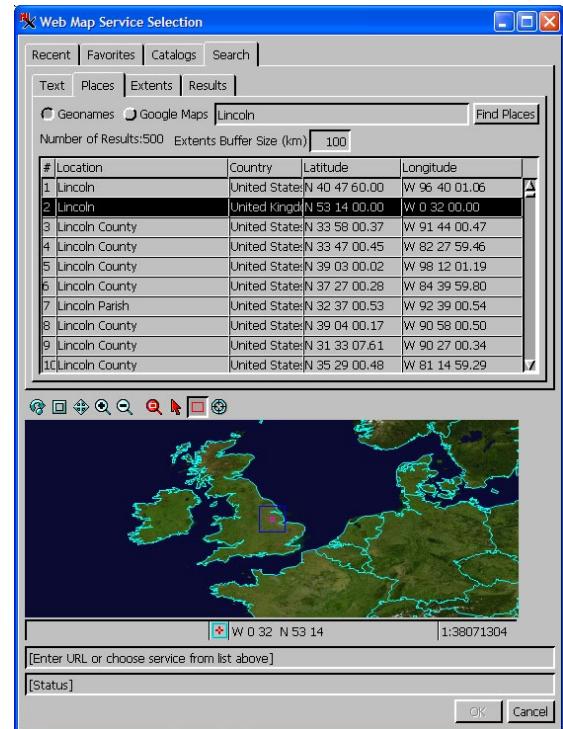 Web Map Service Selection
Recent Favorites Catalogs Search
Text Places Extents Results
Geonames Google Maps Lincoln Find Places
Number of Results:500 Extents Buffer Size (km) 100
# Location Country Latitude Longitude
1 Lincoln United State N 40 47 60.00 W 96 40 01.06
2 Lincoln United Kingd N 53 14 00.00 W 0 32 00.00
3 Lincoln County United State N 33 58 00.37 W 91 44 00.47
4 Lincoln County United State N 33 47 00.45 W 82 27 59.46
5 Lincoln County United State N 39 03 00.02 W 98 12 01.19
6 Lincoln County United State N 37 27 00.28 W 84 39 59.80
7 Lincoln Parish United State N 32 37 00.53 W 92 39 00.54
8 Lincoln County United State N 39 04 00.17 W 90 58 00.50
9 Lincoln County United State N 31 33 07.61 W 90 27 00.34
10 Lincoln County United State N 35 29 00.48 W 81 14 59.29
W 0 32 N 53 14 1:38071304
[Enter URL or choose service from list above]
[Status]
OK Cancel